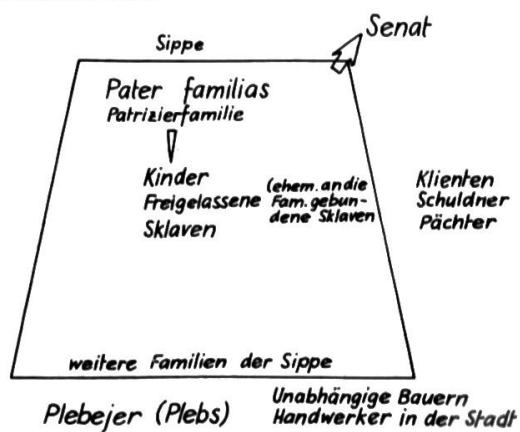 Sippe
Senat
Pater familias
Patrizierfamilie
Kinder
Freigelassene
Sklaven
(ehem. an die
Fam. gebun-
dene Sklaven
Klienten
Schuldner
Pächter
weitere Familien der Sippe
Plebejer (Plebs)
Unabhängige Bauern
Handwerker in der Stadt